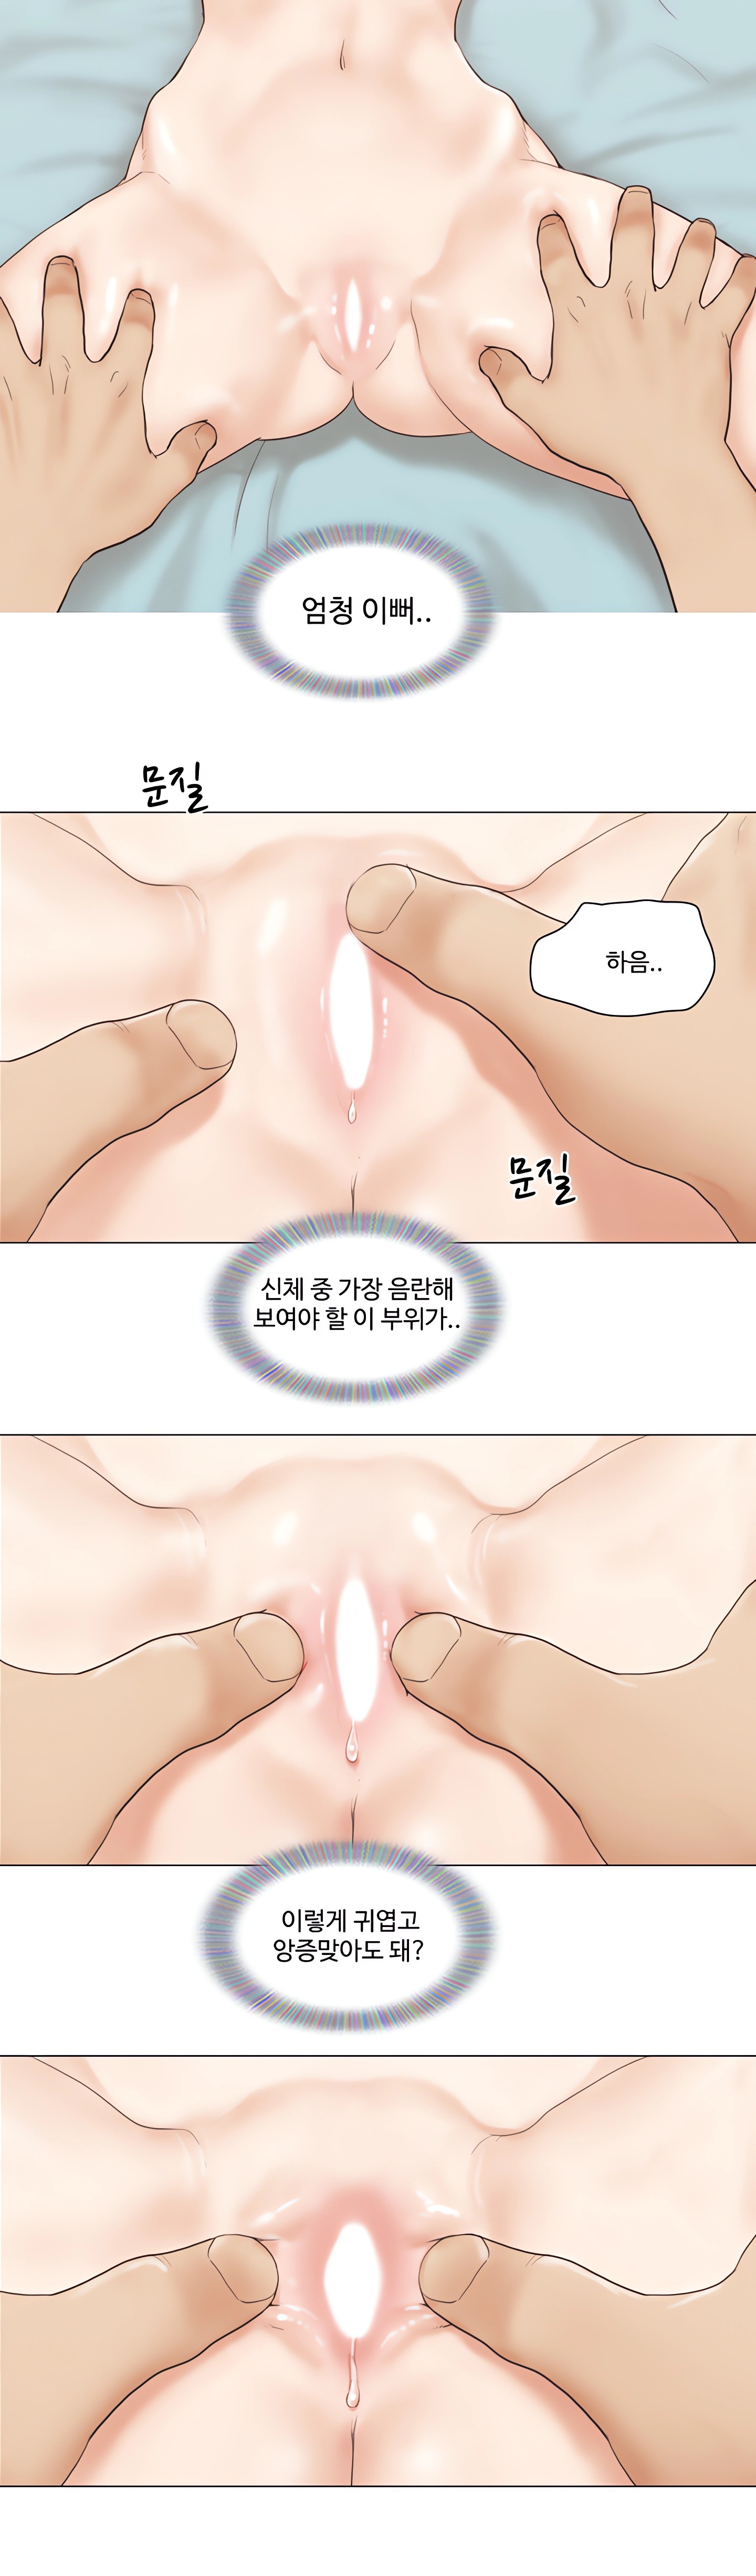 엄청 이뻐..
문질
하음..
문질
신체 중 가장 음란해
보여야 할 이 부위가..
이렇게 귀엽고
앙증맞아도 돼?